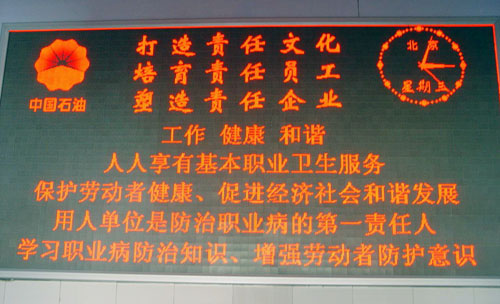 打造责任文化
培育责任员工
塑造责任企业
中国石油
北京
星期三
工作 健康 和谐
人人享有基本职业卫生服务
保护劳动者健康、促进经济社会和谐发展
用人单位是防治职业病的第一责任人
学习职业病防治知识、增强劳动者防护意识